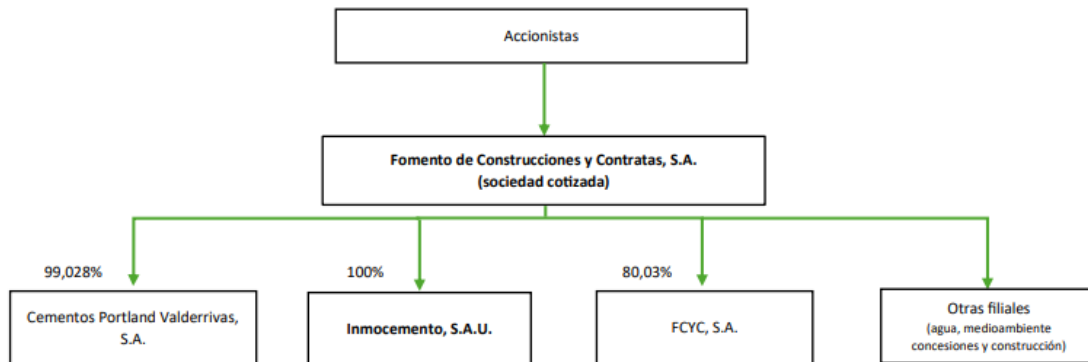 Accionistas
Fomento de Construcciones y Contratas, S.A.
(sociedad cotizada)
99,028%
100%
80,03%
Cementos Portland Valderrivas,
S.A.
Inmocemento, S.A.U.
FCYC, S.A.
Otras filiales
(agua, medioambiente
concesiones y construcción)